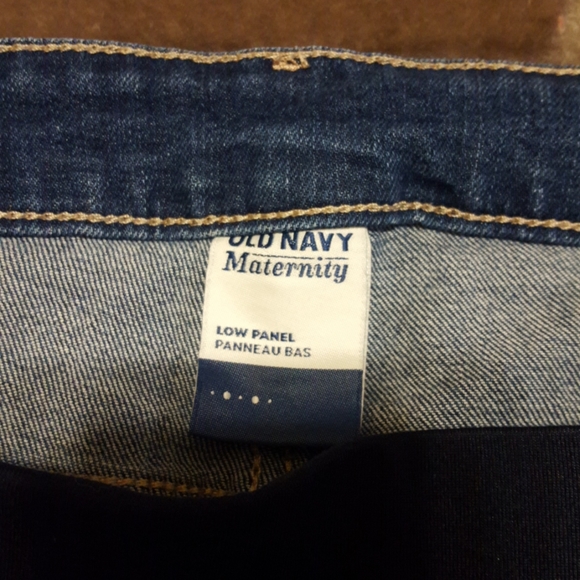 OLD NAVY
Maternity
LOW PANEL
PANNEAU BAS